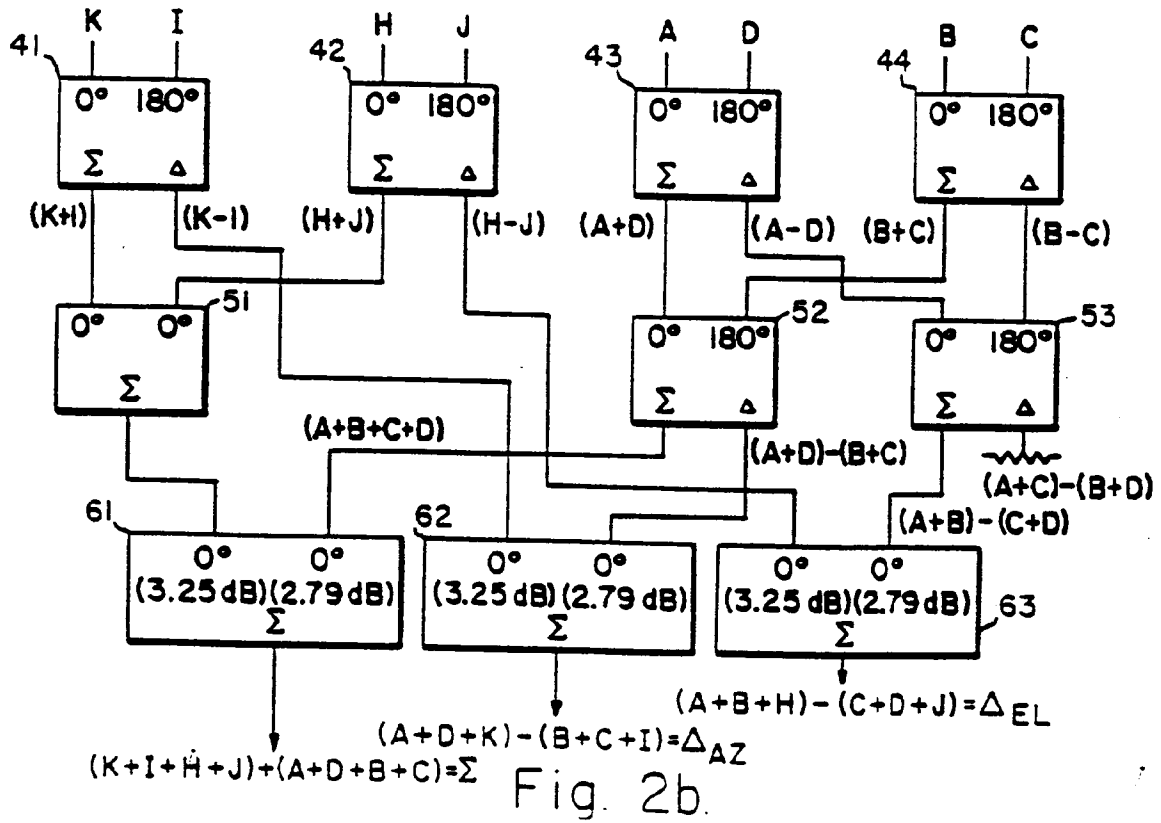 K I H J A D B C
41 42 43 44
0° 180° 0° 180° 0° 180° 0° 180°
Σ Δ Σ Δ Σ Δ Σ Δ
(K+I) (K-I) (H+J) (H-J) (A+D) (A-D) (B+C) (B-C)
51 52 53
0° 0° 0° 180° 0° 180°
Σ Σ Δ Σ Δ
(A+B+C+D) (A+D)-(B+C) (A+C)-(B+D)
(A+B)-(C+D)
61 62 63
0° 0° 0° 0° 0° 0°
(3.25 dB)(2.79 dB) (3.25 dB)(2.79 dB) (3.25 dB)(2.79 dB)
Σ Σ Σ
(A+B+H)-(C+D+J)=Δ EL
(A+D+K)-(B+C+I)=Δ AZ
(K+I+H+J)+(A+D+B+C)=Σ
Fig. 2b.